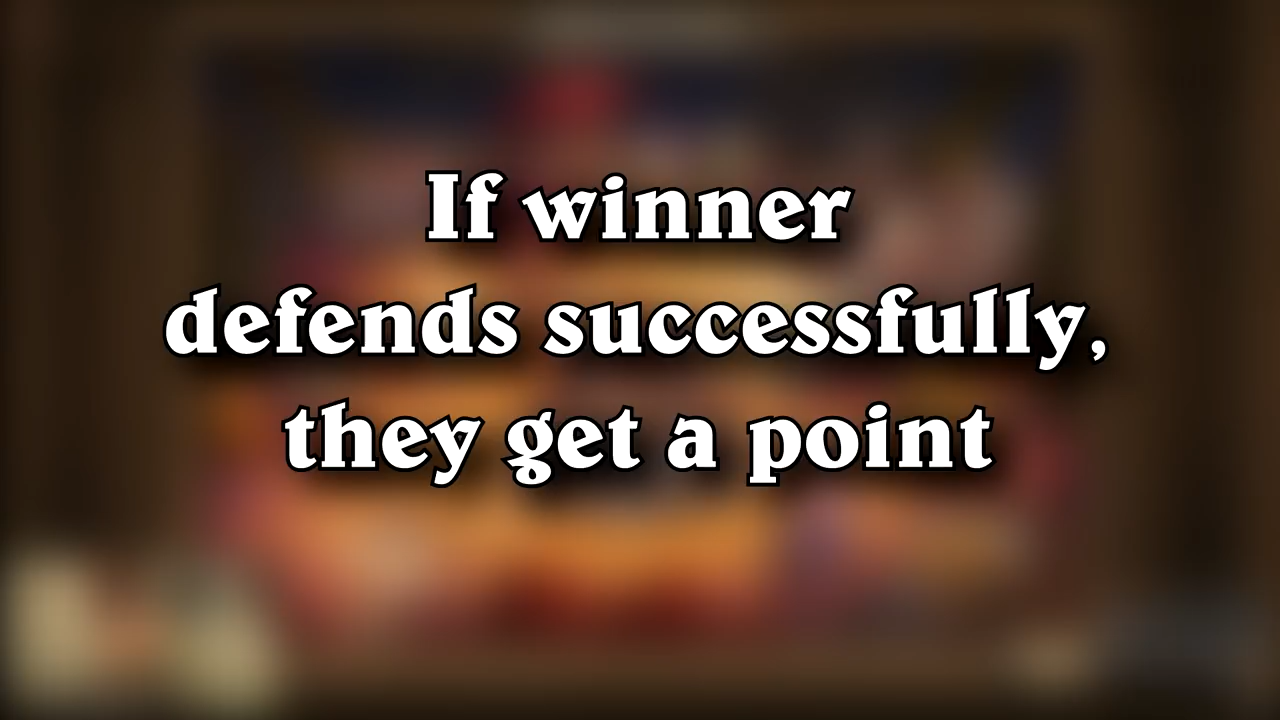 If winner
defends successfully,
they get a point